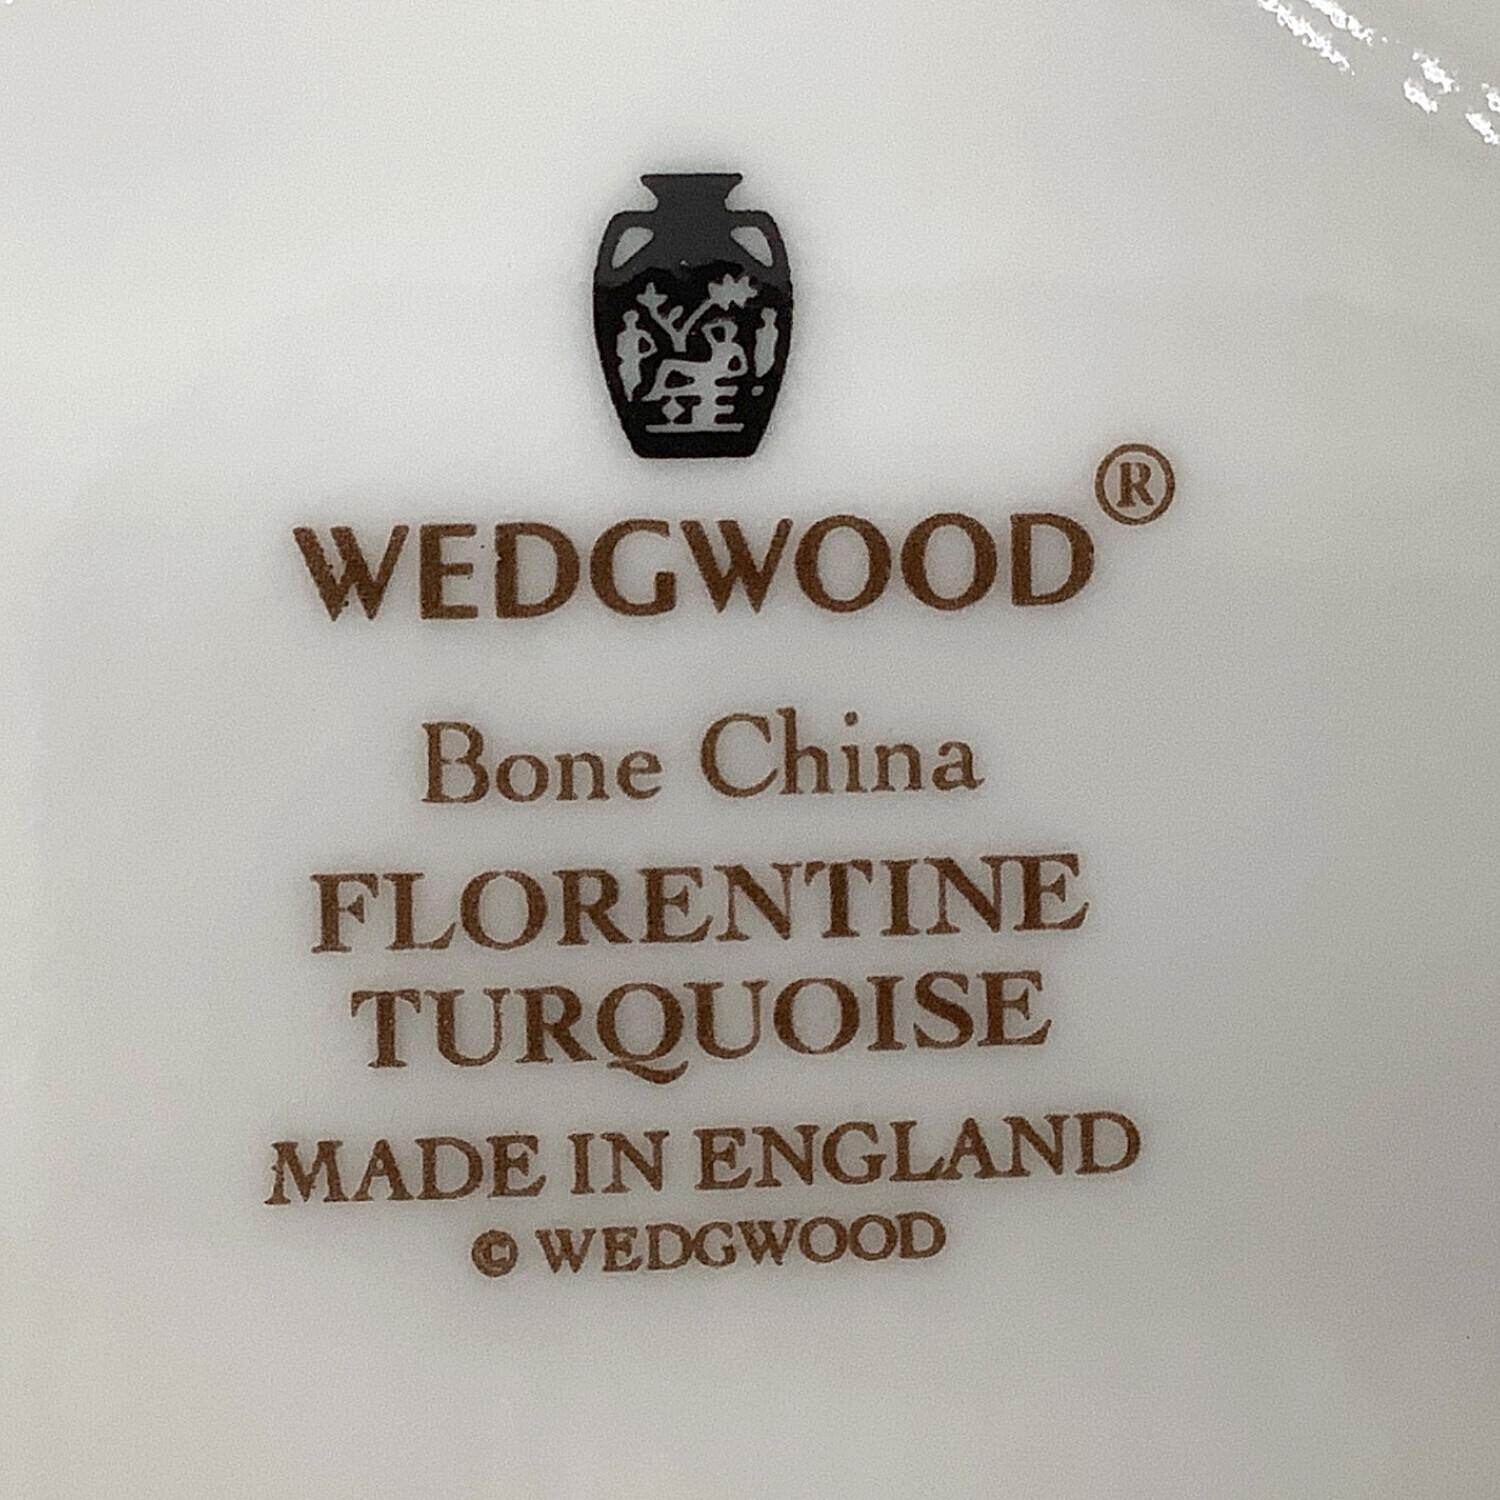 WEDGWOOD®
Bone China
FLORENTINE
TURQUOISE
MADE IN ENGLAND
© WEDGWOOD